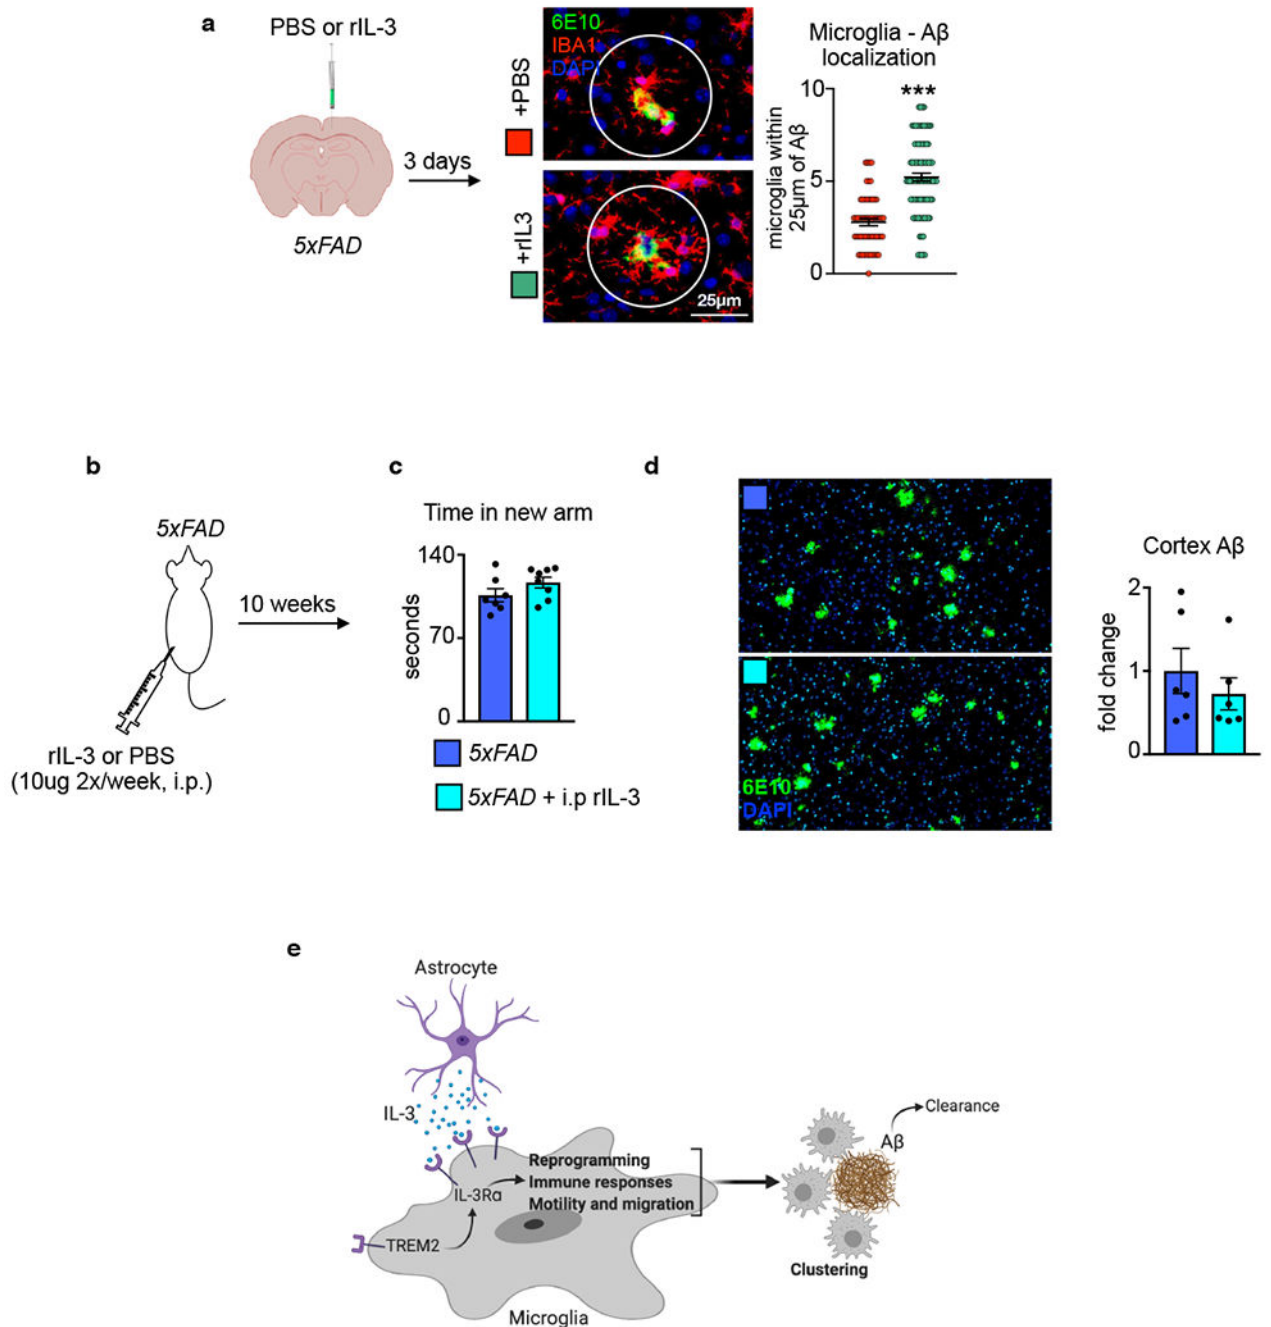 a
PBS or rIL-3
3 days
5xFAD
+PBS
6E10
IBA1
DAPI
+rIL3
25µm
Microglia - Aβ
localization
***
10
5
0
microglia within
25µm of Aβ
b
5xFAD
10 weeks
rIL-3 or PBS
(10ug 2x/week, i.p.)
c
Time in new arm
140
70
0
seconds
5xFAD
5xFAD + i.p rIL-3
d
6E10
DAPI
Cortex Aβ
2
1
0
fold change
e
Astrocyte
IL-3
IL-3Rα
TREM2
Reprogramming
Immune responses
Motility and migration
Microglia
Aβ
Clearance
Clustering